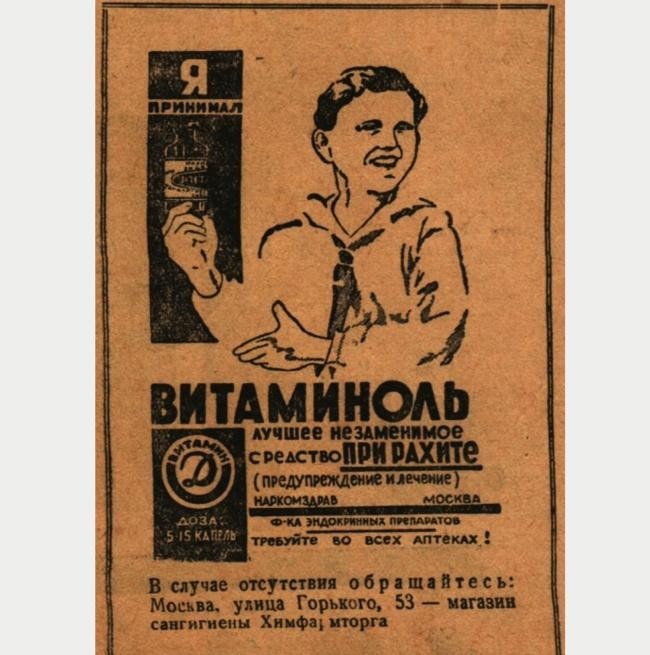 Я
ПРИНИМАЛ
ВИТАМИНОЛЬ
ЛУЧШЕЕ НЕЗАМЕНИМОЕ
СРЕДСТВО ПРИ РАХИТЕ
(ПРЕДУПРЕЖДЕНИЕ И ЛЕЧЕНИЕ)
НАРКОМЗДРАВ МОСКВА
Ф-КА ЭНДОКРИННЫХ ПРЕПАРАТОВ
ТРЕБУЙТЕ ВО ВСЕХ АПТЕКАХ!
ВИТАМИН
Д
ДОЗА:
5-15 КАПЕЛЬ
В случае отсутствия обращайтесь:
Москва, улица Горького, 53 — магазин
сангигиены Химфармторга